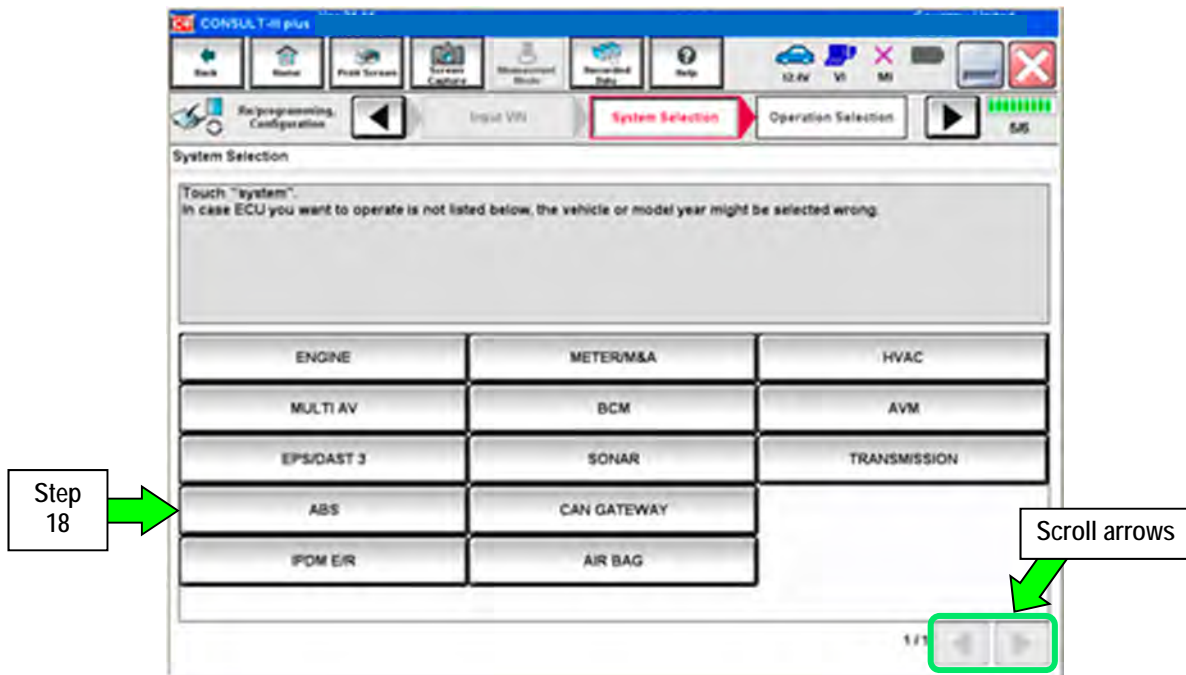 CONSULT-III plus
Back
Home
Print Screen
Screen Capture
Measurement Mode
Recorded Data
Help
12.4V
VI
MI
Re/programming, Configuration
Input VIN
System Selection
Operation Selection
5/5
System Selection
Touch "system".
In case ECU you want to operate is not listed below, the vehicle or model year might be selected wrong.
ENGINE
METER/M&A
HVAC
MULTI AV
BCM
AVM
EPS/DAST 3
SONAR
TRANSMISSION
Step 18
ABS
CAN GATEWAY
Scroll arrows
IPDM E/R
AIR BAG
1/1